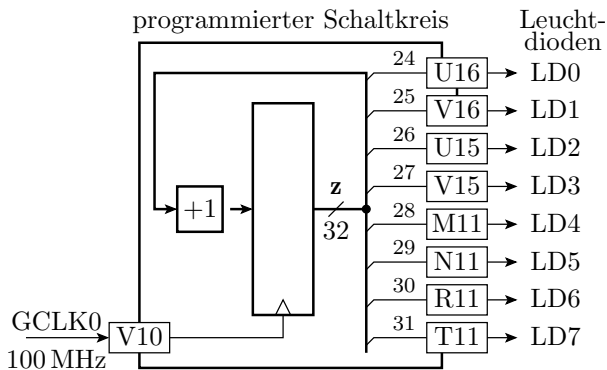 programmierter Schaltkreis
Leucht-
dioden
24 U16 LD0
25 V16 LD1
26 U15 LD2
27 V15 LD3
+1
z
32
28 M11 LD4
29 N11 LD5
30 R11 LD6
31 T11 LD7
GCLK0
V10
100 MHz